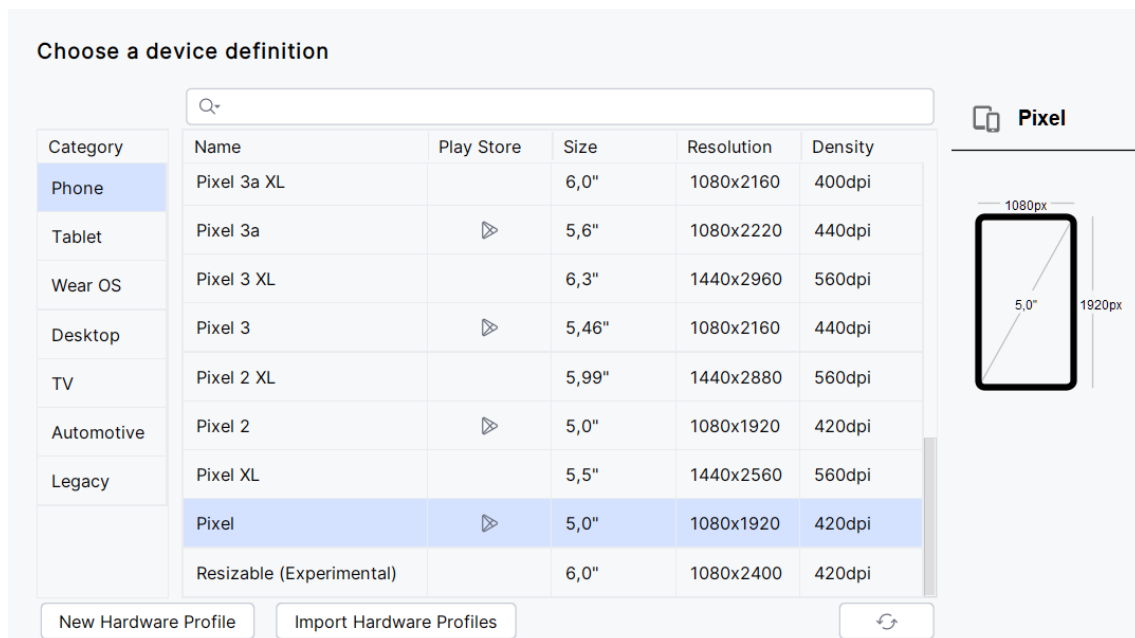 Choose a device definition
Pixel
Category Name Play Store Size Resolution Density
Phone Pixel 3a XL 6,0" 1080x2160 400dpi
Tablet Pixel 3a 5,6" 1080x2220 440dpi
Wear OS Pixel 3 XL 6,3" 1440x2960 560dpi
Desktop Pixel 3 5,46" 1080x2160 440dpi
TV Pixel 2 XL 5,99" 1440x2880 560dpi
Automotive Pixel 2 5,0" 1080x1920 420dpi
Legacy Pixel XL 5,5" 1440x2560 560dpi
Pixel 5,0" 1080x1920 420dpi
Resizable (Experimental) 6,0" 1080x2400 420dpi
1080px
5,0" 1920px
New Hardware Profile Import Hardware Profiles